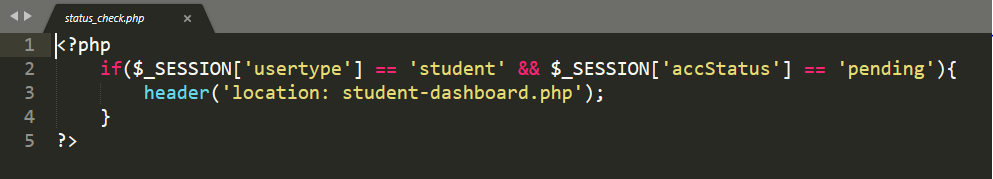 status_check.php ×
1 <?php
2 if($_SESSION['usertype'] == 'student' && $_SESSION['accStatus'] == 'pending'){
3 header('location: student-dashboard.php');
4 }
5 ?>